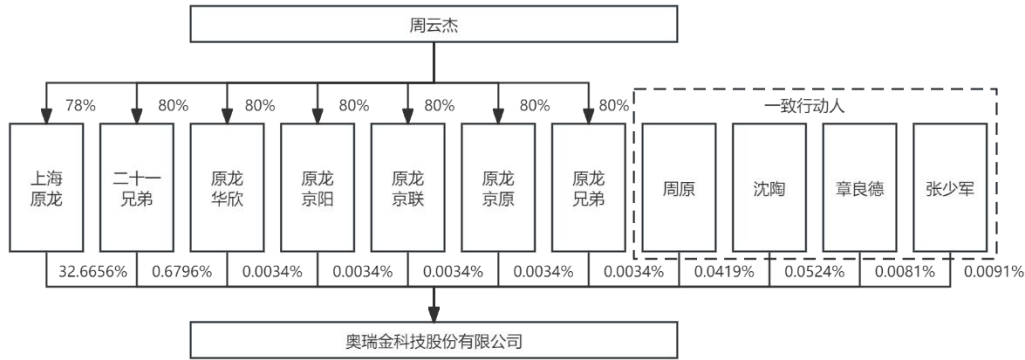 周云杰
78%
80%
80%
80%
80%
80%
80%
一致行动人
上海
原龙
二十一
兄弟
原龙
华欣
原龙
京阳
原龙
京联
原龙
京原
原龙
兄弟
周原
沈陶
章良德
张少军
32.6656%
0.6796%
0.0034%
0.0034%
0.0034%
0.0034%
0.0034%
0.0419%
0.0524%
0.0081%
0.0091%
奥瑞金科技股份有限公司